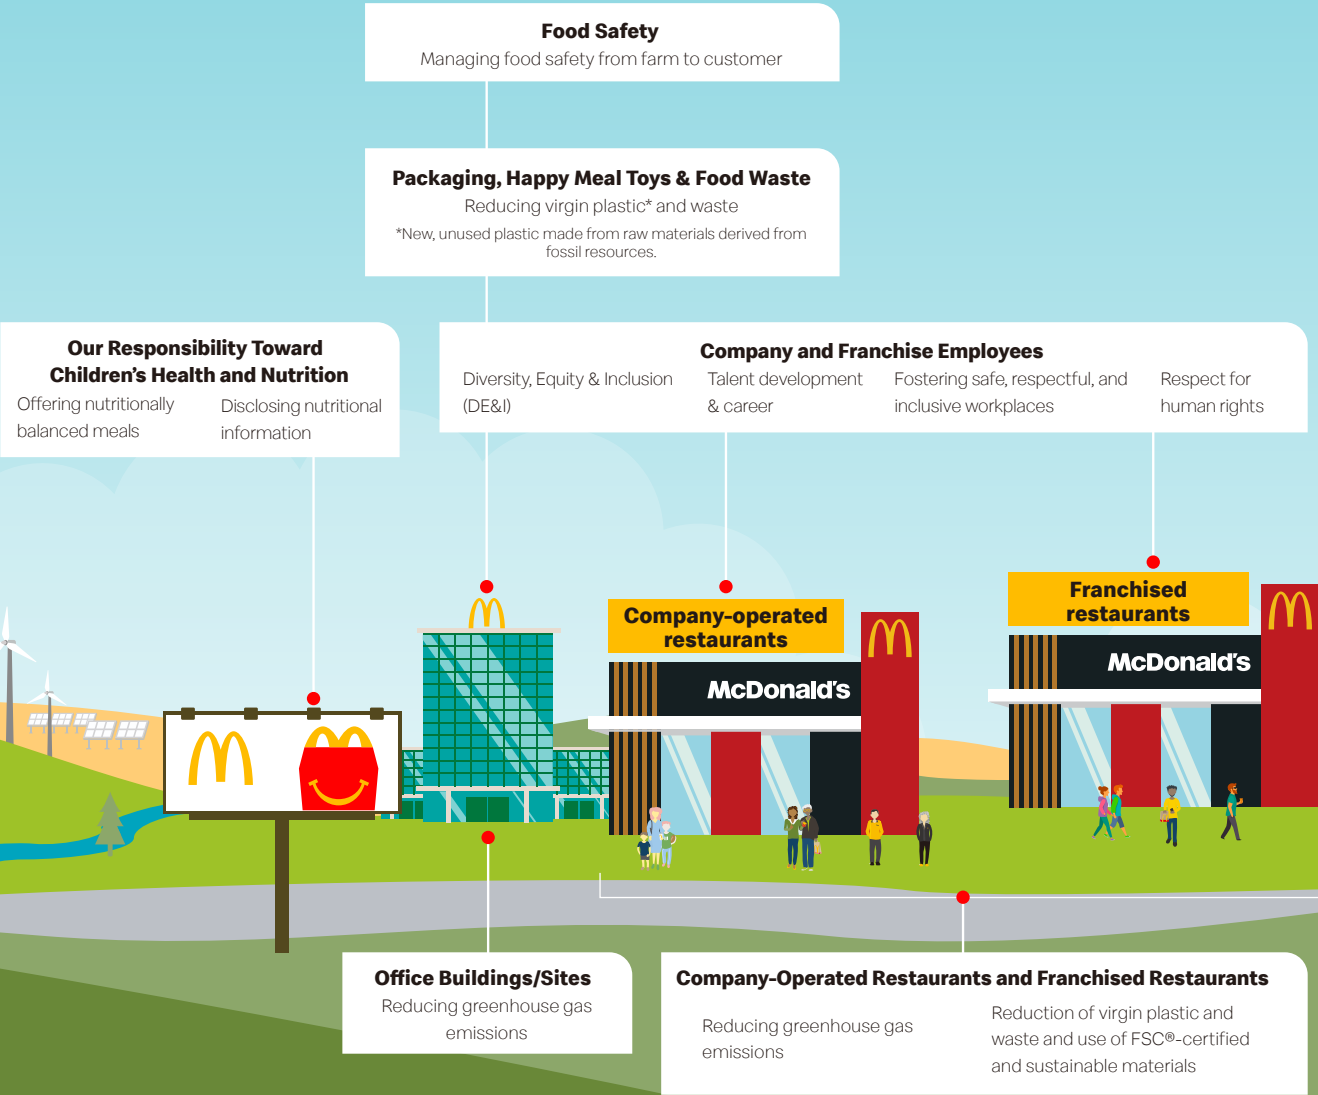 Food Safety
Managing food safety from farm to customer
Packaging, Happy Meal Toys & Food Waste
Reducing virgin plastic* and waste
*New, unused plastic made from raw materials derived from
fossil resources.
Our Responsibility Toward
Children's Health and Nutrition
Offering nutritionally
balanced meals
Disclosing nutritional
information
Company and Franchise Employees
Diversity, Equity & Inclusion
(DE&I)
Talent development
& career
Fostering safe, respectful, and
inclusive workplaces
Respect for
human rights
Company-operated
restaurants
McDonald's
Franchised
restaurants
McDonald's
Office Buildings/Sites
Reducing greenhouse gas
emissions
Company-Operated Restaurants and Franchised Restaurants
Reducing greenhouse gas
emissions
Reduction of virgin plastic and
waste and use of FSC®-certified
and sustainable materials